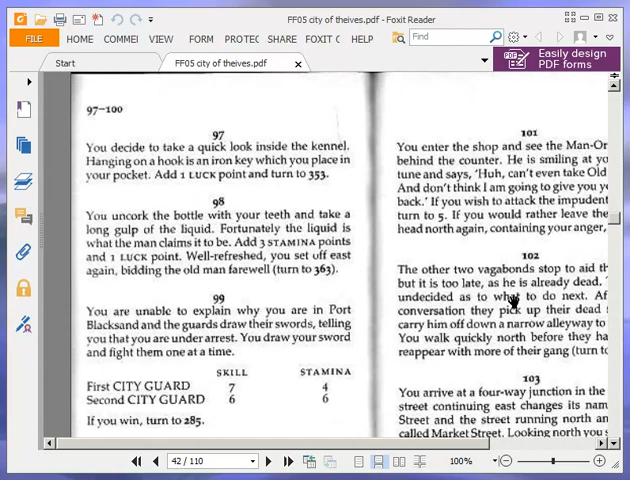 FF05 city of theives.pdf - Foxit Reader
FILE HOME COMMEI VIEW FORM PROTEC SHARE FOXIT C HELP Find
Start FF05 city of theives.pdf Easily design
PDF PDF forms
97–100
97
You decide to take a quick look inside the kennel.
Hanging on a hook is an iron key which you place in
your pocket. Add 1 LUCK point and turn to 353.
98
You uncork the bottle with your teeth and take a
long gulp of the liquid. Fortunately the liquid is
what the man claims it to be. Add 3 STAMINA points
and 1 LUCK point. Well-refreshed, you set off east
again, bidding the old man farewell (turn to 363).
99
You are unable to explain why you are in Port
Blacksand and the guards draw their swords, telling
you that you are under arrest. You draw your sword
and fight them one at a time.
SKILL STAMINA
First CITY GUARD 7 4
Second CITY GUARD 6 6
If you win, turn to 285.
101
You enter the shop and see the Man-Or
behind the counter. He is smiling at yo
tune and says, 'Huh, can't even take Old
And don't think I am going to give you ye
back.' If you wish to attack the impudent
turn to 5. If you would rather leave the
head north again, containing your anger,
102
The other two vagabonds stop to aid th
but it is too late, as he is already dead.
undecided as to what to do next. Af
conversation they pick up their dead
carry him off down a narrow alleyway to
You walk quickly north before they ha
reappear with more of their gang (turn to
103
You arrive at a four-way junction in the
street continuing east changes its nam
Street and the street running north an
called Market Street. Looking north you s
42 / 110 100%